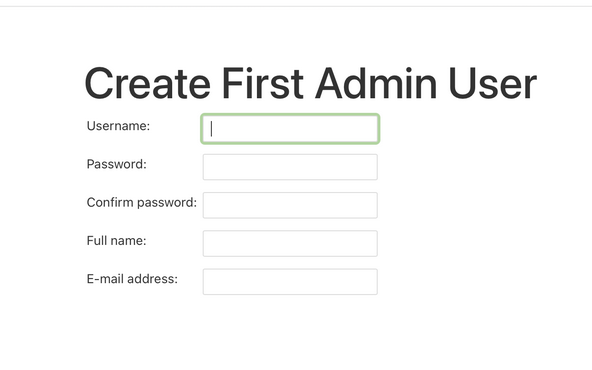 Create First Admin User
Username:
Password:
Confirm password:
Full name:
E-mail address: